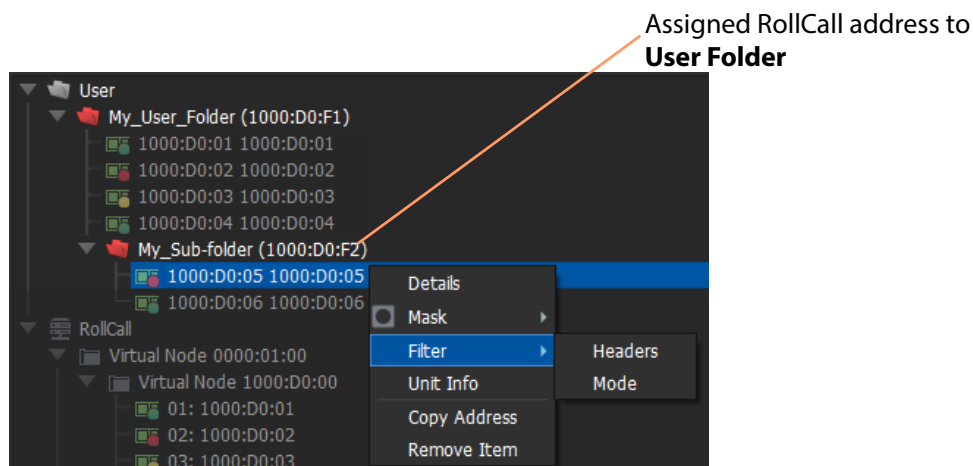 Assigned RollCall address to
User Folder
User
My_User_Folder (1000:D0:F1)
1000:D0:01 1000:D0:01
1000:D0:02 1000:D0:02
1000:D0:03 1000:D0:03
1000:D0:04 1000:D0:04
My_Sub-folder (1000:D0:F2)
1000:D0:05 1000:D0:05
1000:D0:06 1000:D0:06
RollCall
Virtual Node 0000:01:00
Virtual Node 1000:D0:00
01: 1000:D0:01
02: 1000:D0:02
03: 1000:D0:03
Details
Mask
Filter
Unit Info
Copy Address
Remove Item
Headers
Mode